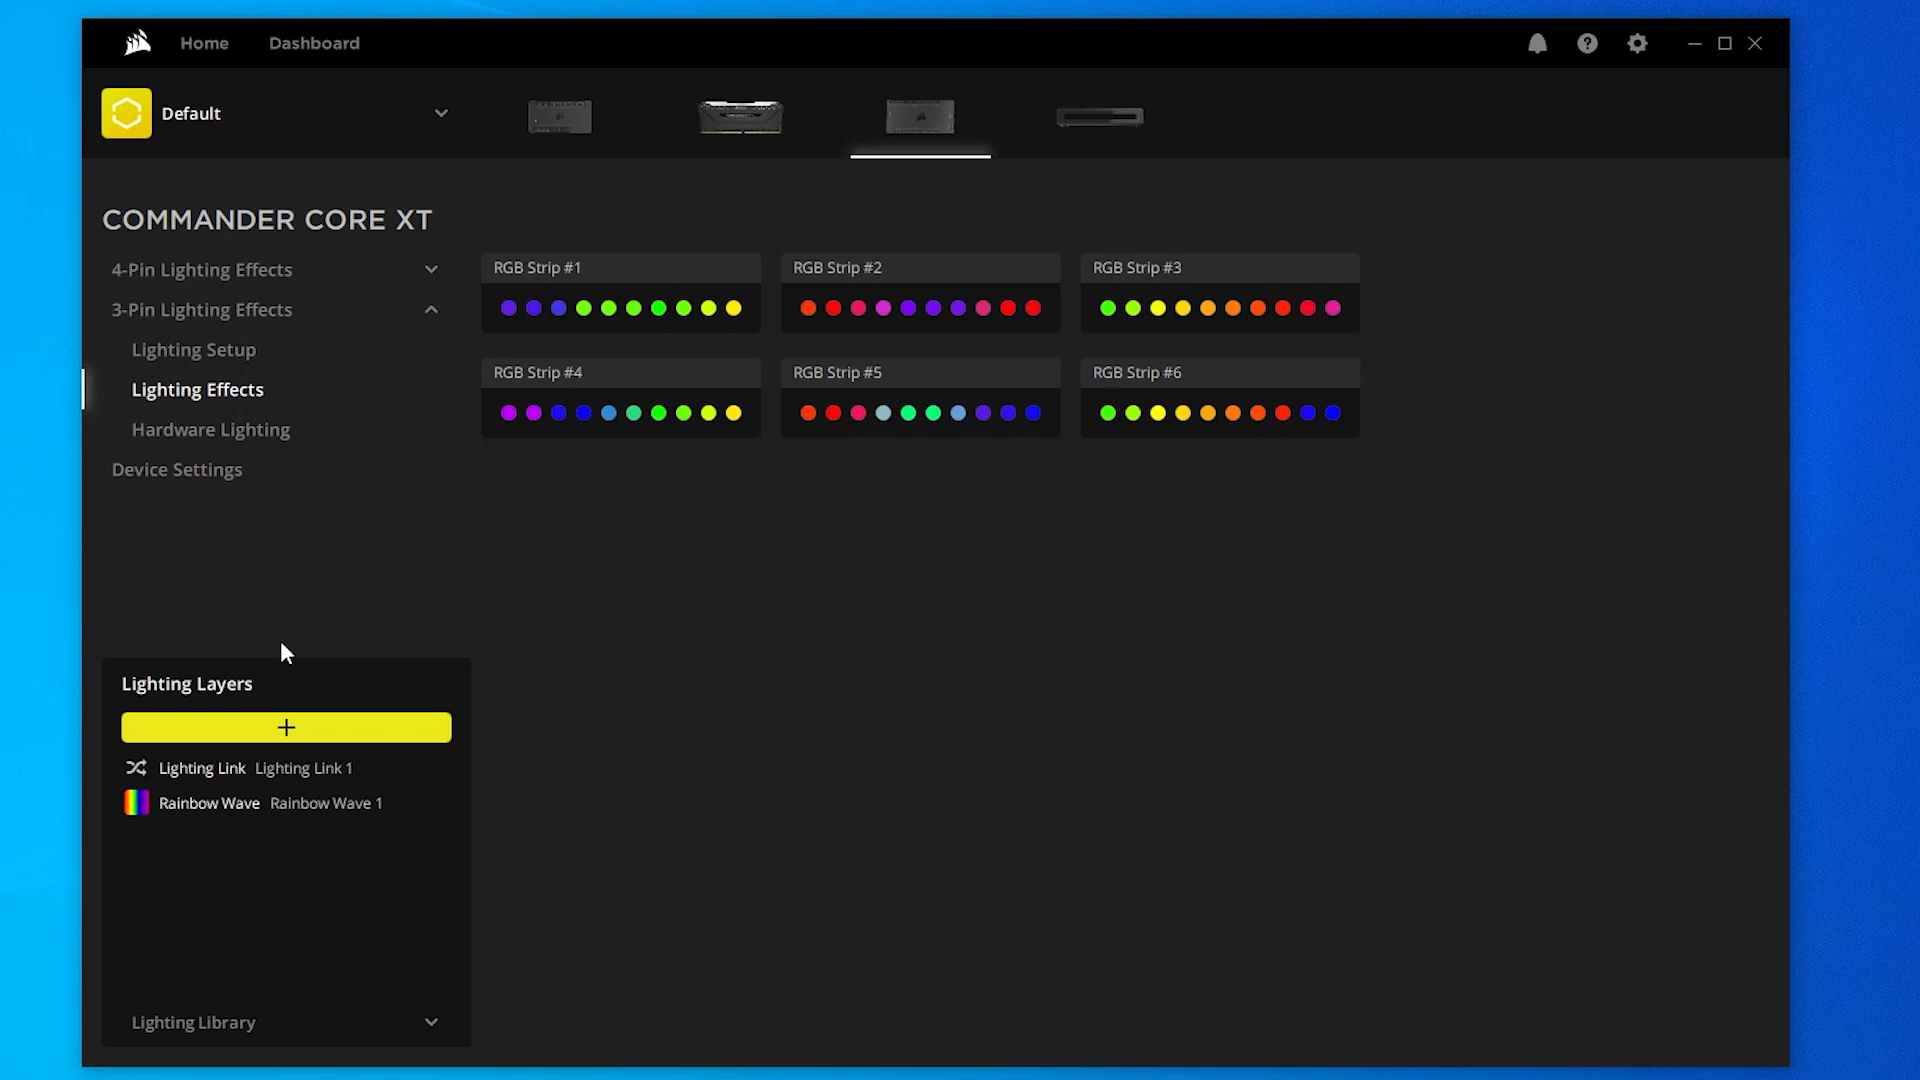 Home Dashboard
Default
COMMANDER CORE XT
4-Pin Lighting Effects
3-Pin Lighting Effects
Lighting Setup
Lighting Effects
Hardware Lighting
Device Settings
RGB Strip #1
RGB Strip #2
RGB Strip #3
RGB Strip #4
RGB Strip #5
RGB Strip #6
Lighting Layers
Lighting Link Lighting Link 1
Rainbow Wave Rainbow Wave 1
Lighting Library